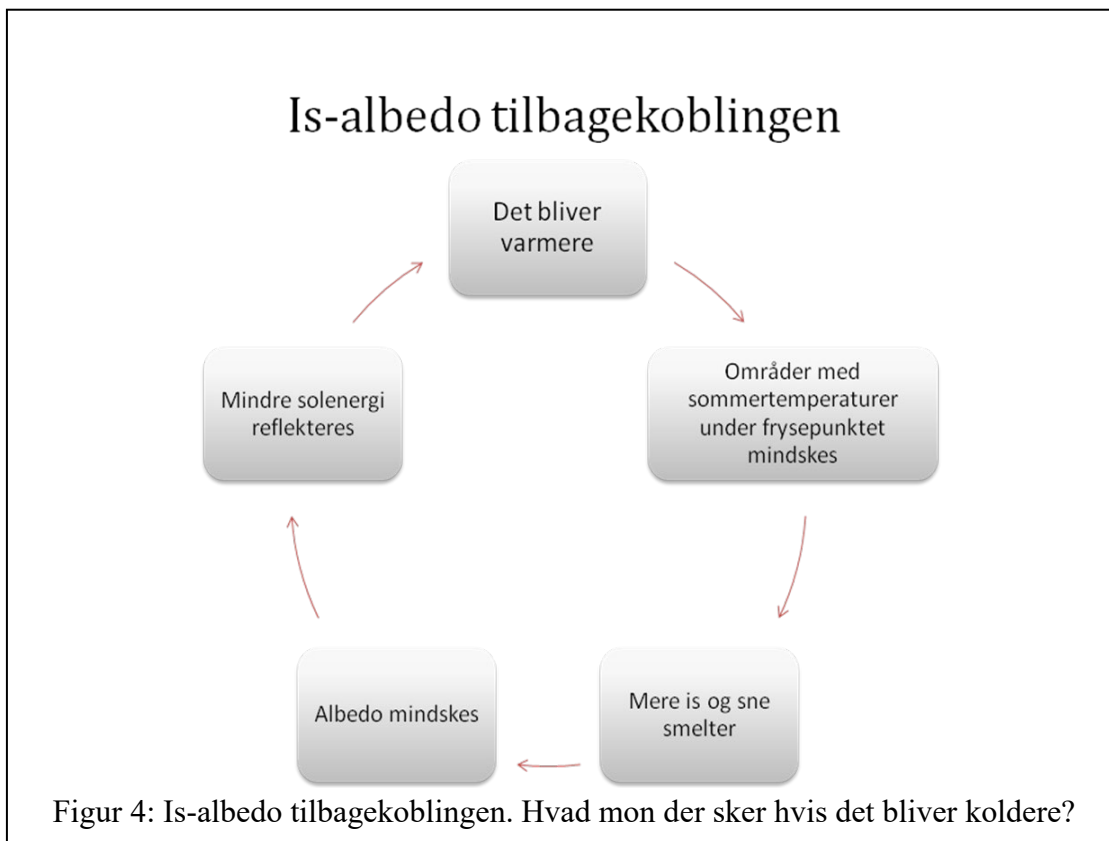 Is-albedo tilbagekoblingen
Det bliver
varmere
Områder med
sommertemperaturer
under frysepunktet
mindskes
Mere is og sne
smelter
Albedo mindskes
Mindre solenergi
reflekteres
Figur 4: Is-albedo tilbagekoblingen. Hvad mon der sker hvis det bliver koldere?